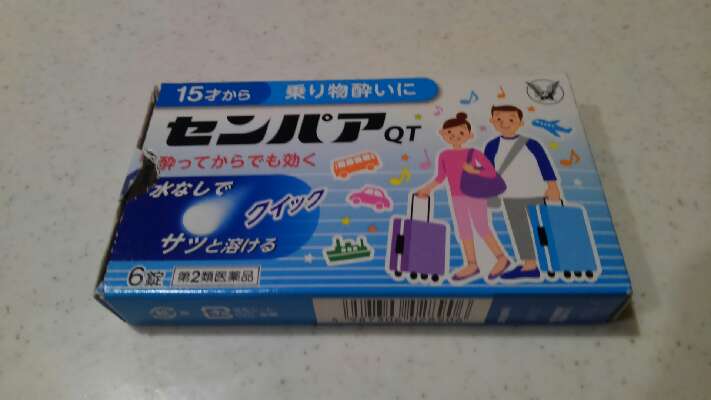 15才から 乗り物酔いに
センパア QT
酔ってからでも効く
水なしで
クイック
サッと溶ける
6錠 第2類医薬品